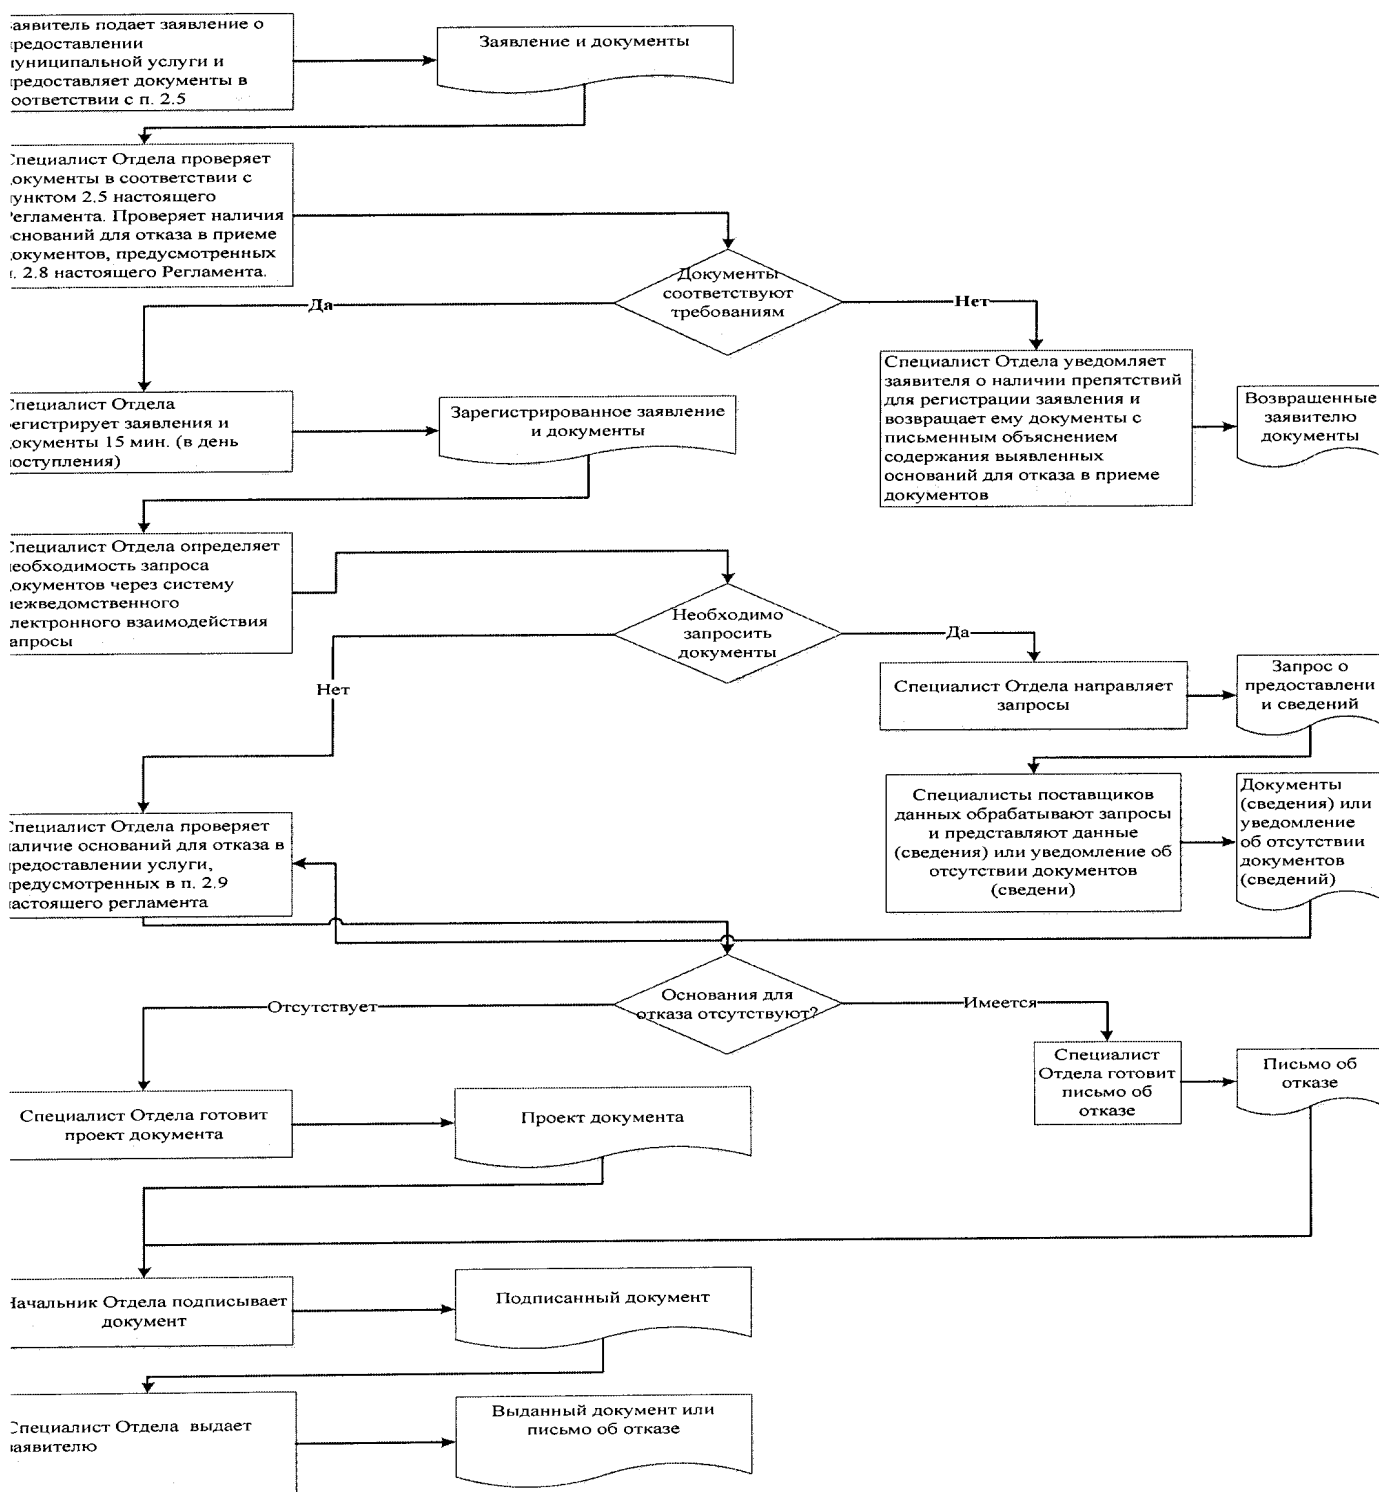 аявитель подает заявление о
редоставлении
униципальной услуги и
редоставляет документы в
оответствии с п. 2.5
Заявление и документы
Специалист Отдела проверяет
окументы в соответствии с
унктом 2.5 настоящего
егламента. Проверяет наличия
снований для отказа в приеме
окументов, предусмотренных
. 2.8 настоящего Регламента.
Документы
соответствуют
требованиям
Да
Нет
Специалист Отдела уведомляет
заявителя о наличии препятствий
для регистрации заявления и
возвращает ему документы с
письменным объяснением
содержания выявленных
оснований для отказа в приеме
документов
Возвращенные
заявителю
документы
Специалист Отдела
егистрирует заявления и
окументы 15 мин. (в день
оступления)
Зарегистрированное заявление
и документы
Специалист Отдела определяет
еобходимость запроса
окументов через систему
ежведомственного
лектронного взаимодействия
апросы
Необходимо
запросить
документы
Да
Нет
Специалист Отдела направляет
запросы
Запрос о
предоставлени
и сведений
Специалисты поставщиков
данных обрабатывают запросы
и представляют данные
(сведения) или уведомление об
отсутствии документов
(сведени)
Документы
(сведения) или
уведомление
об отсутствии
документов
(сведений)
Специалист Отдела проверяет
аличие оснований для отказа в
редоставлении услуги,
редусмотренных в п. 2.9
астоящего регламента
Основания для
отказа отсутствуют?
Отсутствует
Имеется
Специалист
Отдела готовит
письмо об
отказе
Письмо об
отказе
Специалист Отдела готовит
проект документа
Проект документа
Начальник Отдела подписывает
документ
Подписанный документ
Специалист Отдела выдает
аявителю
Выданный документ или
письмо об отказе